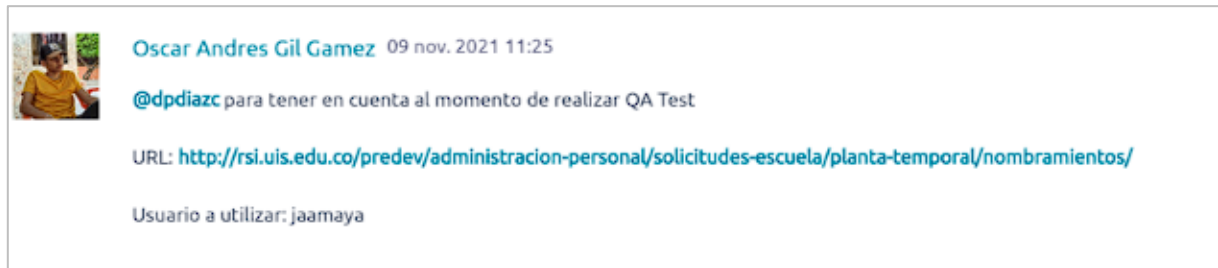 Oscar Andres Gil Gamez 09 nov. 2021 11:25
@dpdiazc para tener en cuenta al momento de realizar QA Test
URL: http://rsi.uis.edu.co/predev/administracion-personal/solicitudes-escuela/planta-temporal/nombramientos/
Usuario a utilizar: jaamaya